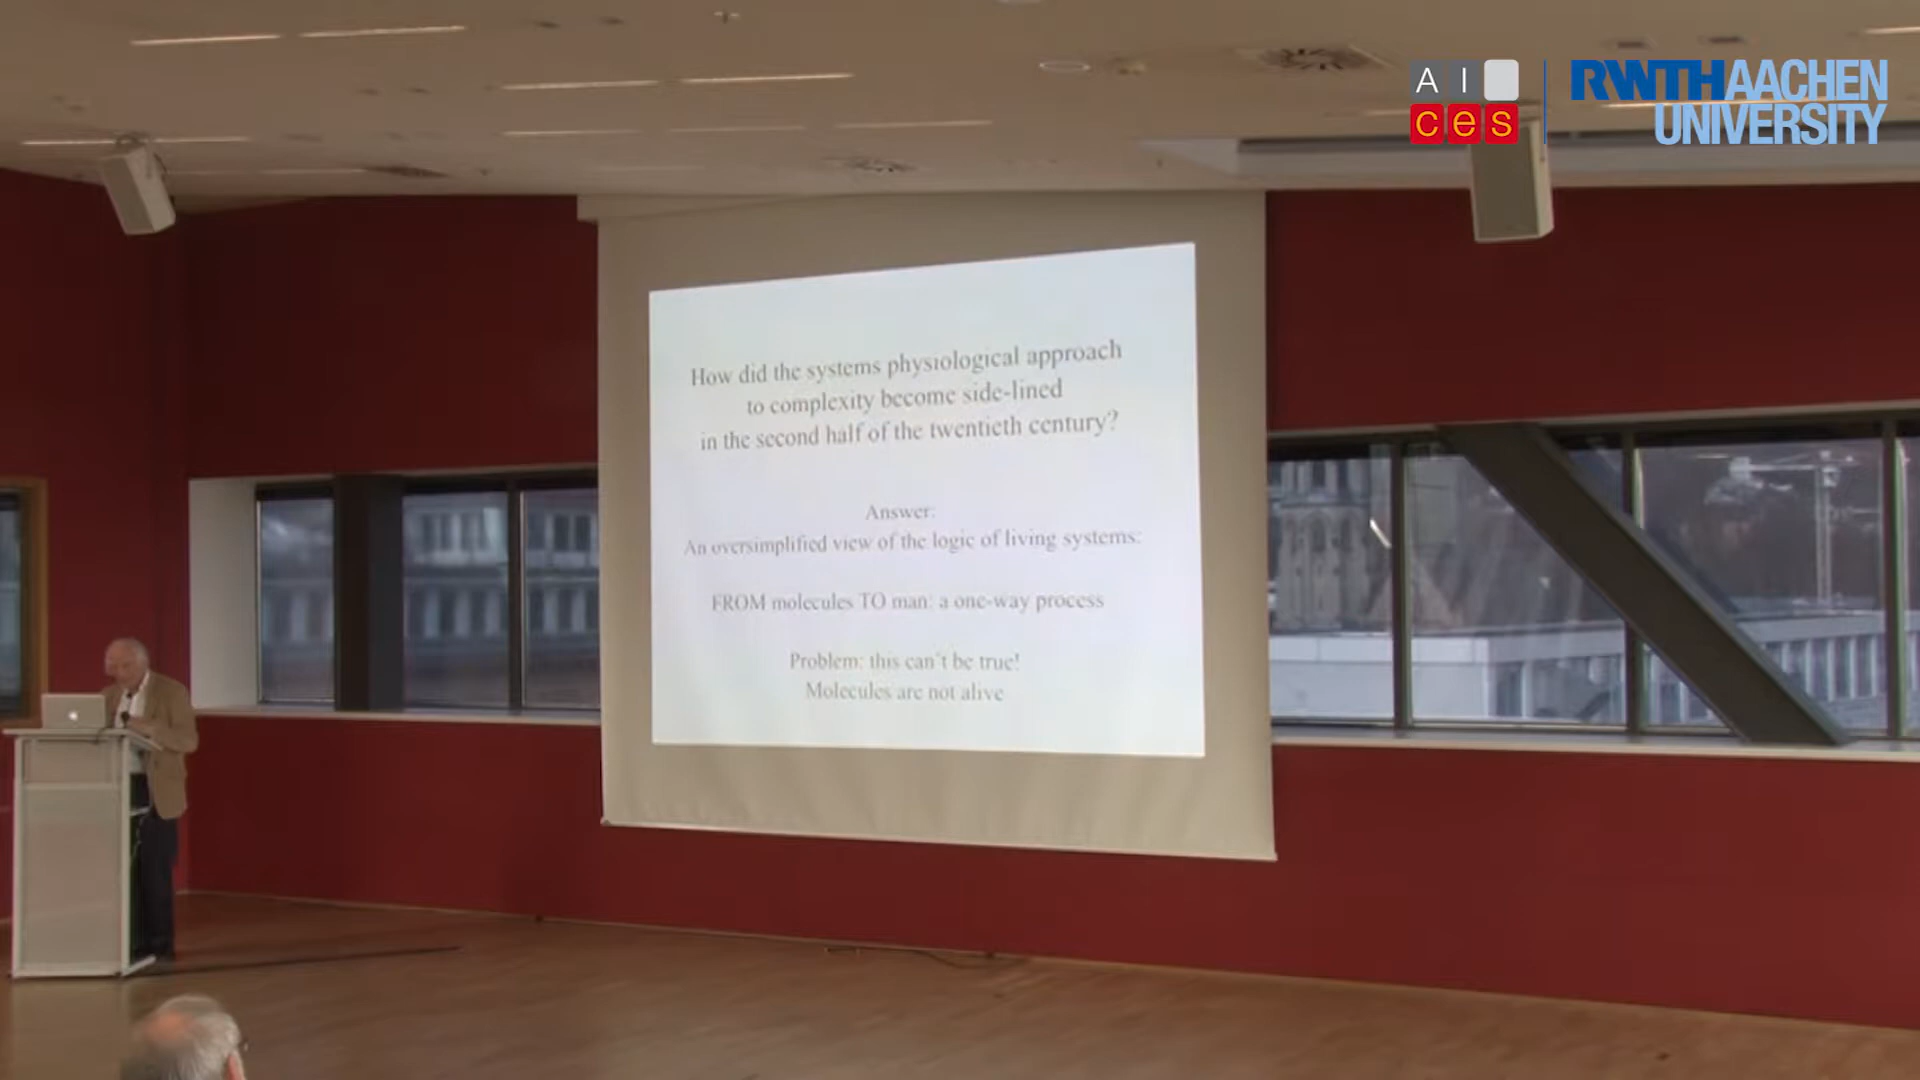 AI
ces
RWTHAACHEN
UNIVERSITY
How did the systems physiological approach
to complexity become side-lined
in the second half of the twentieth century?
Answer:
An oversimplified view of the logic of living systems:
FROM molecules TO man: a one-way process
Problem: this can't be true!
Molecules are not alive